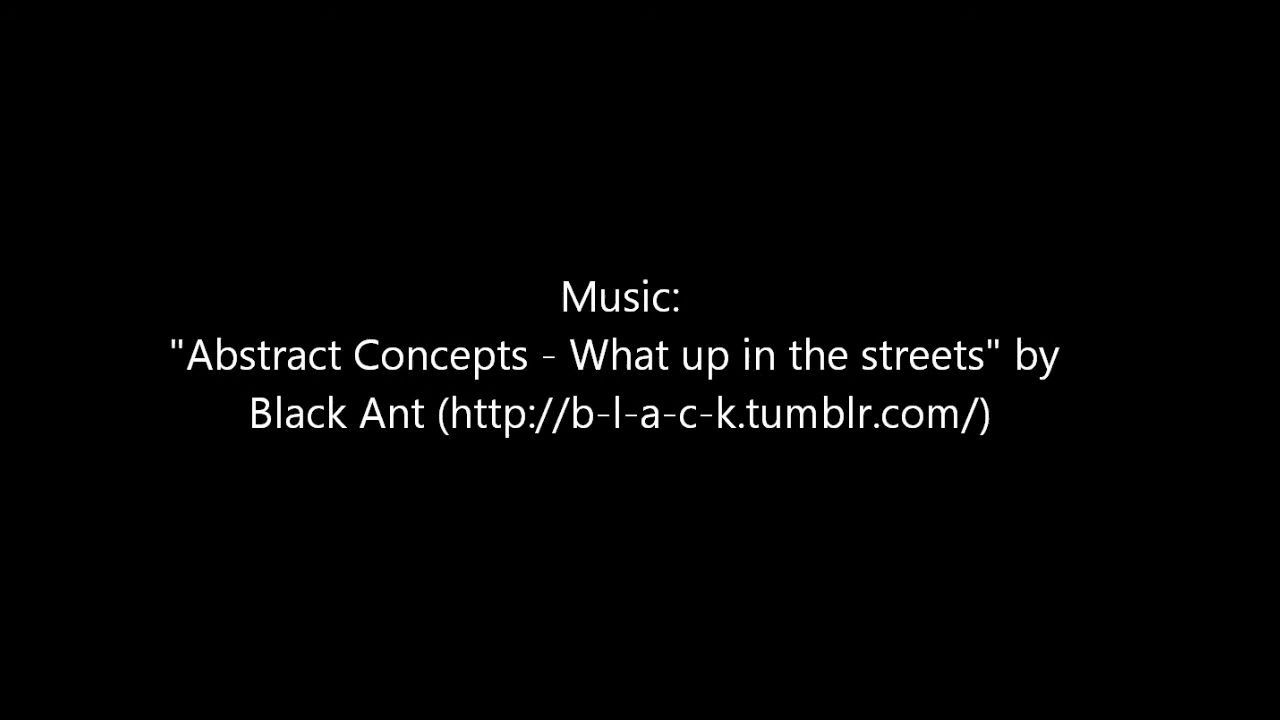 Music:
"Abstract Concepts - What up in the streets" by
Black Ant (http://b-l-a-c-k.tumblr.com/)